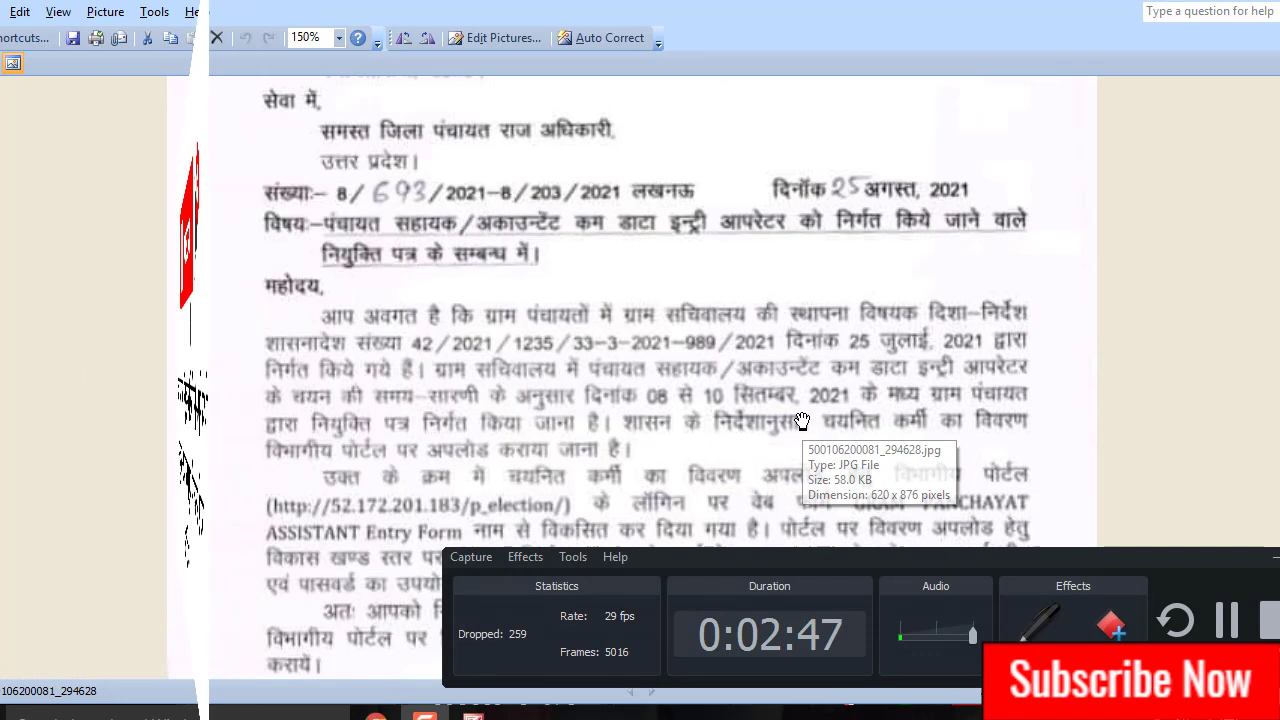 Edit View Picture Tools He Type a question for help
ortcuts... 150% Edit Pictures... Auto Correct
सेवा में,
समस्त जिला पंचायत राज अधिकारी,
उत्तर प्रदेश।
संख्याः– 8/693/2021–8/203/2021 लखनऊ दिनॉंक 25 अगस्त, 2021
विषयः–पंचायत सहायक/अकाउन्टेंट कम डाटा इन्ट्री आपरेटर को निर्गत किये जाने वाले
नियुक्ति पत्र के सम्बन्ध में।
महोदय,
आप अवगत है कि ग्राम पंचायतों में ग्राम सचिवालय की स्थापना विषयक दिशा–निर्देश
शासनादेश संख्या 42/2021/1235/33–3–2021–989/2021 दिनांक 25 जुलाई, 2021 द्वारा
निर्गत किये गये हैं। ग्राम सचिवालय में पंचायत सहायक/अकाउन्टेंट कम डाटा इन्ट्री आपरेटर
के चयन की समय–सारणी के अनुसार दिनांक 08 से 10 सितम्बर, 2021 के मध्य ग्राम पंचायत
द्वारा नियुक्ति पत्र निर्गत किया जाना है। शासन के निर्देशानुसार चयनित कर्मी का विवरण
विभागीय पोर्टल पर अपलोड कराया जाना है।
500106200081_294628.jpg
Type: JPG File
Size: 58.0 KB
Dimension: 620 x 876 pixels
उक्त के क्रम में चयनित कर्मी का विवरण अपल विभागीय पोर्टल
(http://52.172.201.183/p_election/) के लॉगिन पर वेब GRAM PANCHAYAT
ASSISTANT Entry Form नाम से विकसित कर दिया गया है। पोर्टल पर विवरण अपलोड हेतु
विकास खण्ड स्तर पर
एवं पासवर्ड का उपयो
अतः आपको नि
विभागीय पोर्टल पर
करायें।
Capture Effects Tools Help
Statistics Duration Audio Effects
Rate: 29 fps
Dropped: 259
Frames: 5016
0:02:47
Subscribe Now
106200081_294628